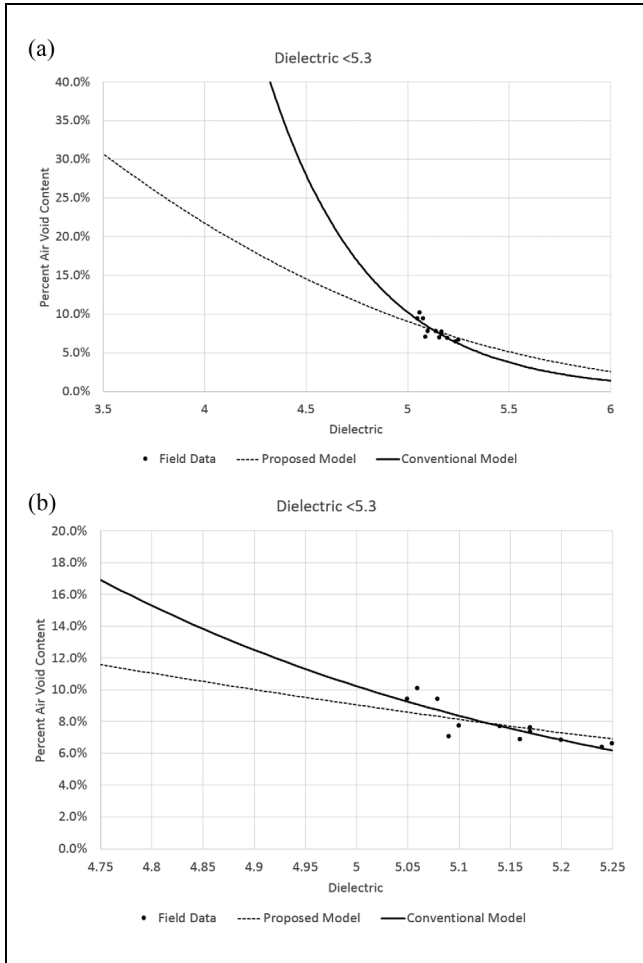 (a)
Dielectric <5.3
40.0%
35.0%
30.0%
25.0%
20.0%
15.0%
10.0%
5.0%
0.0%
Percent Air Void Content
3.5 4 4.5 5 5.5 6
Dielectric
Field Data Proposed Model Conventional Model
(b)
Dielectric <5.3
20.0%
18.0%
16.0%
14.0%
12.0%
10.0%
8.0%
6.0%
4.0%
2.0%
0.0%
Percent Air Void Content
4.75 4.8 4.85 4.9 4.95 5 5.05 5.1 5.15 5.2 5.25
Dielectric
Field Data Proposed Model Conventional Model